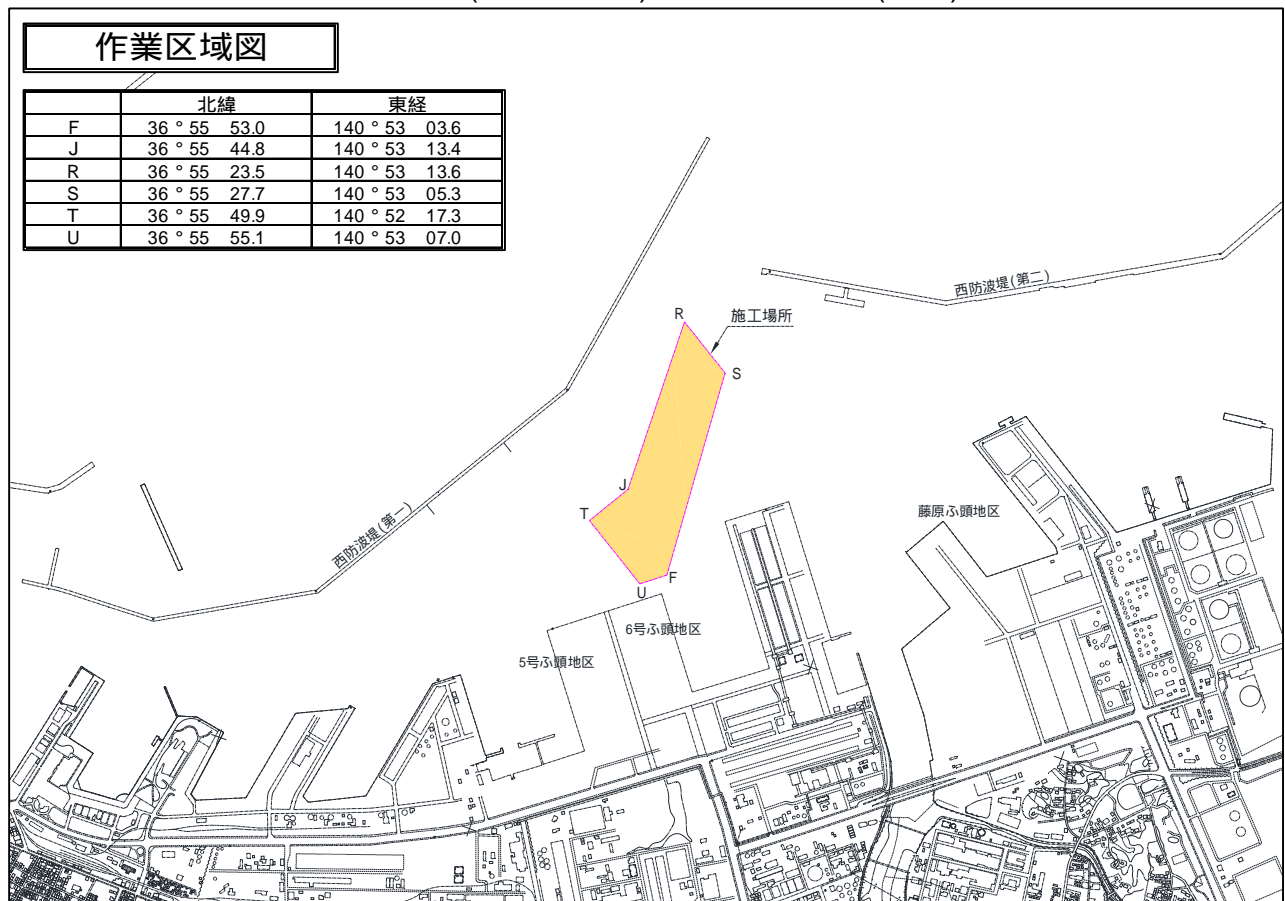 作業区域図
北緯 東経
F 36 ° 55 53.0 140 ° 53 03.6
J 36 ° 55 44.8 140 ° 53 13.4
R 36 ° 55 23.5 140 ° 53 13.6
S 36 ° 55 27.7 140 ° 53 05.3
T 36 ° 55 49.9 140 ° 52 17.3
U 36 ° 55 55.1 140 ° 53 07.0
西防波堤(第二)
R
施工場所
S
J
T
藤原ふ頭地区
西防波堤(第一)
F
U
6号ふ頭地区
5号ふ頭地区